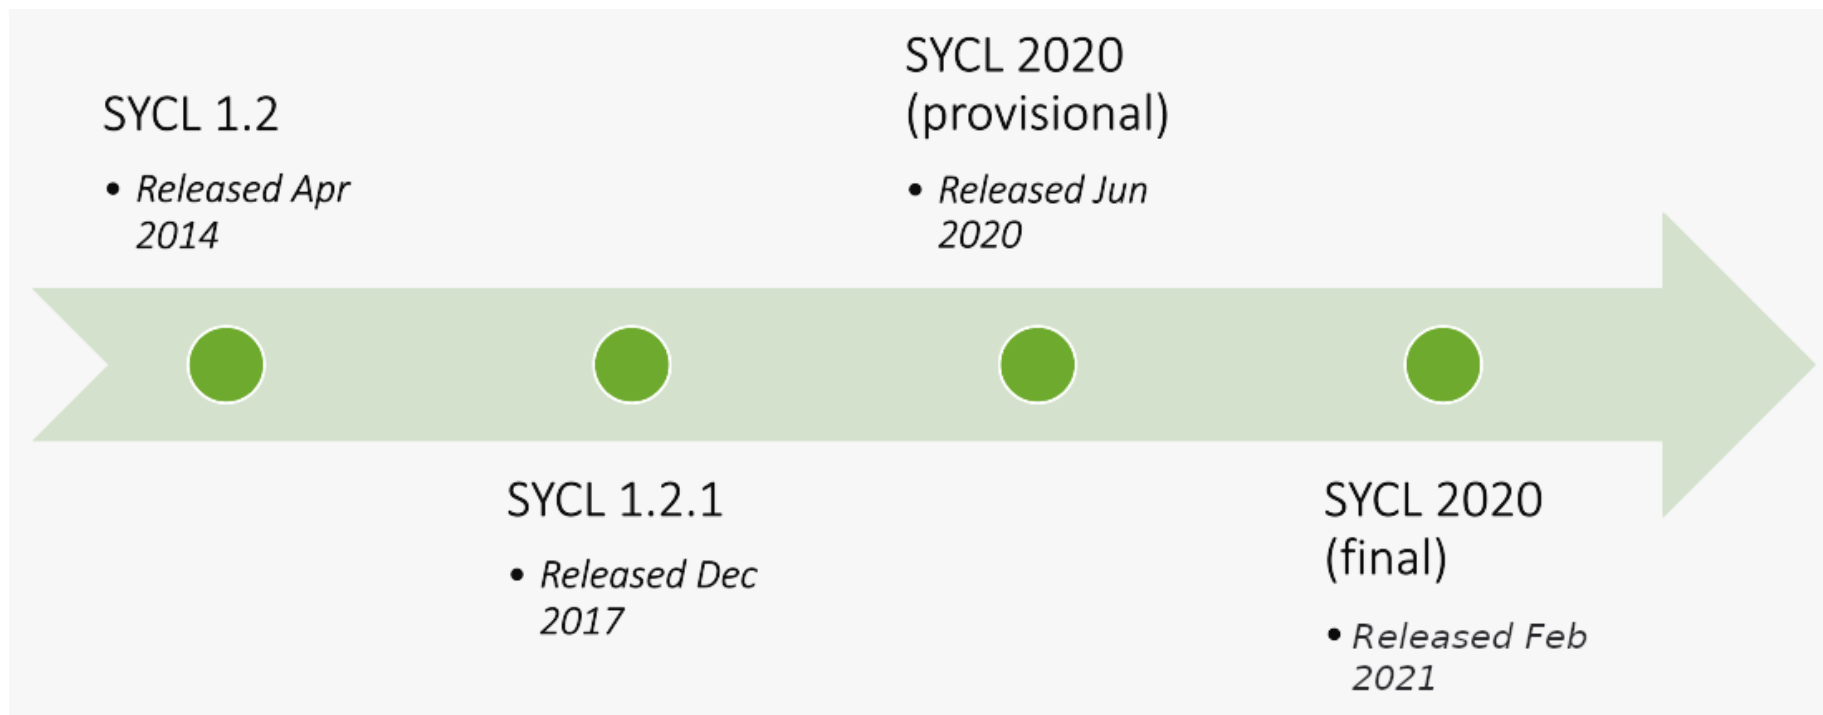 SYCL 1.2
• Released Apr
2014
SYCL 1.2.1
• Released Dec
2017
SYCL 2020
(provisional)
• Released Jun
2020
SYCL 2020
(final)
• Released Feb
2021